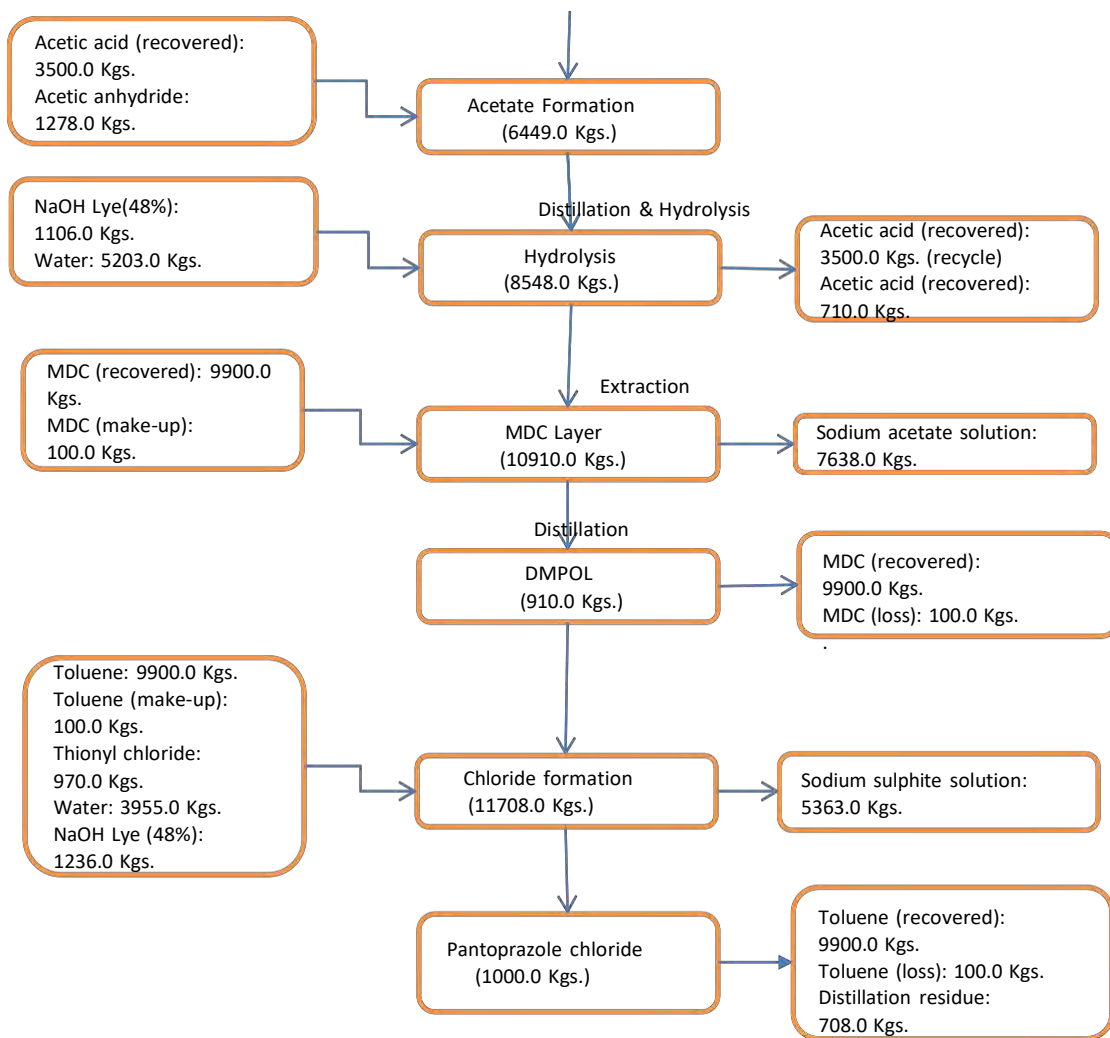 Acetic acid (recovered):
3500.0 Kgs.
Acetic anhydride:
1278.0 Kgs.
Acetate Formation
(6449.0 Kgs.)
NaOH Lye(48%):
1106.0 Kgs.
Water: 5203.0 Kgs.
Distillation & Hydrolysis
Hydrolysis
(8548.0 Kgs.)
Acetic acid (recovered):
3500.0 Kgs. (recycle)
Acetic acid (recovered):
710.0 Kgs.
MDC (recovered): 9900.0
Kgs.
MDC (make-up):
100.0 Kgs.
Extraction
MDC Layer
(10910.0 Kgs.)
Sodium acetate solution:
7638.0 Kgs.
Distillation
DMPOL
(910.0 Kgs.)
MDC (recovered):
9900.0 Kgs.
MDC (loss): 100.0 Kgs.
.
Toluene: 9900.0 Kgs.
Toluene (make-up):
100.0 Kgs.
Thionyl chloride:
970.0 Kgs.
Water: 3955.0 Kgs.
NaOH Lye (48%):
1236.0 Kgs.
Chloride formation
(11708.0 Kgs.)
Sodium sulphite solution:
5363.0 Kgs.
Pantoprazole chloride
(1000.0 Kgs.)
Toluene (recovered):
9900.0 Kgs.
Toluene (loss): 100.0 Kgs.
Distillation residue:
708.0 Kgs.